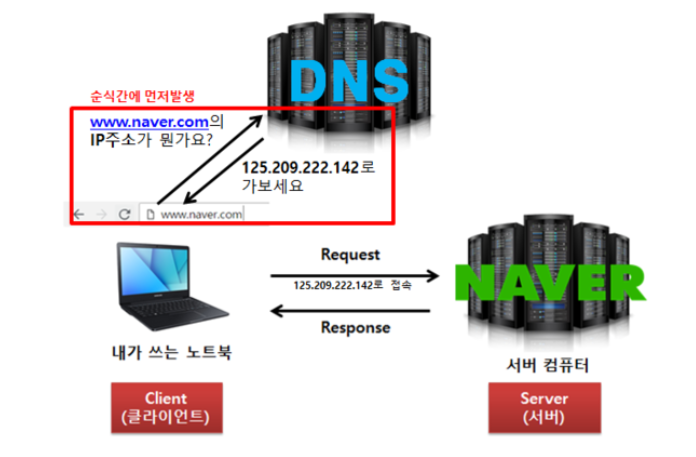 DNS
순식간에 먼저발생
www.naver.com의
IP주소가 뭔가요?
125.209.222.142로
가보세요
www.naver.com
Request
125.209.222.142로 접속
Response
NAVER
내가 쓰는 노트북
서버 컴퓨터
Client
(클라이언트)
Server
(서버)